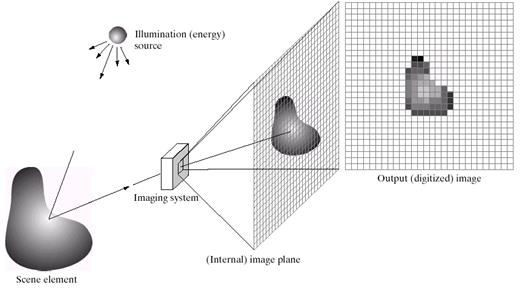 Illumination (energy)
source
Imaging system
Output (digitized) image
(Internal) image plane
Scene element